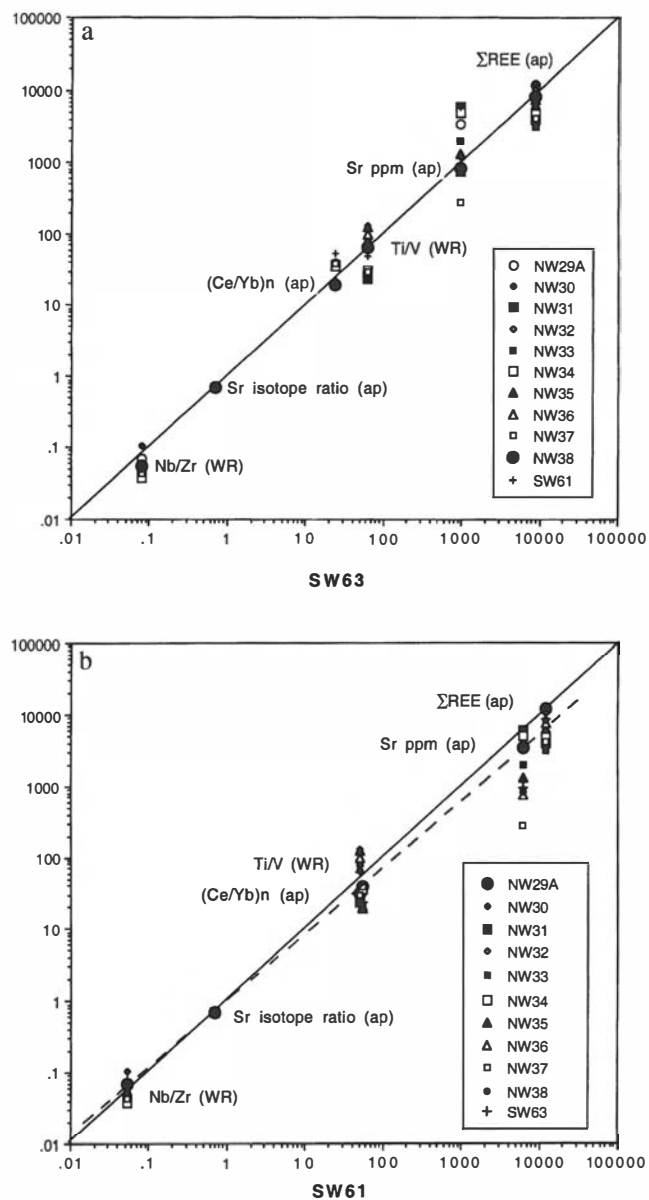 a
100000
10000
1000
100
10
1
.1
.01
ΣREE (ap)
Sr ppm (ap)
Ti/V (WR)
(Ce/Yb)n (ap)
Sr isotope ratio (ap)
Nb/Zr (WR)
NW29A
NW30
NW31
NW32
NW33
NW34
NW35
NW36
NW37
NW38
SW61
.01 .1 1 10 100 1000 10000 100000
SW63
b
100000
10000
1000
100
10
1
.1
.01
ΣREE (ap)
Sr ppm (ap)
Ti/V (WR)
(Ce/Yb)n (ap)
Sr isotope ratio (ap)
Nb/Zr (WR)
NW29A
NW30
NW31
NW32
NW33
NW34
NW35
NW36
NW37
NW38
SW63
.01 .1 1 10 100 1000 10000 100000
SW61